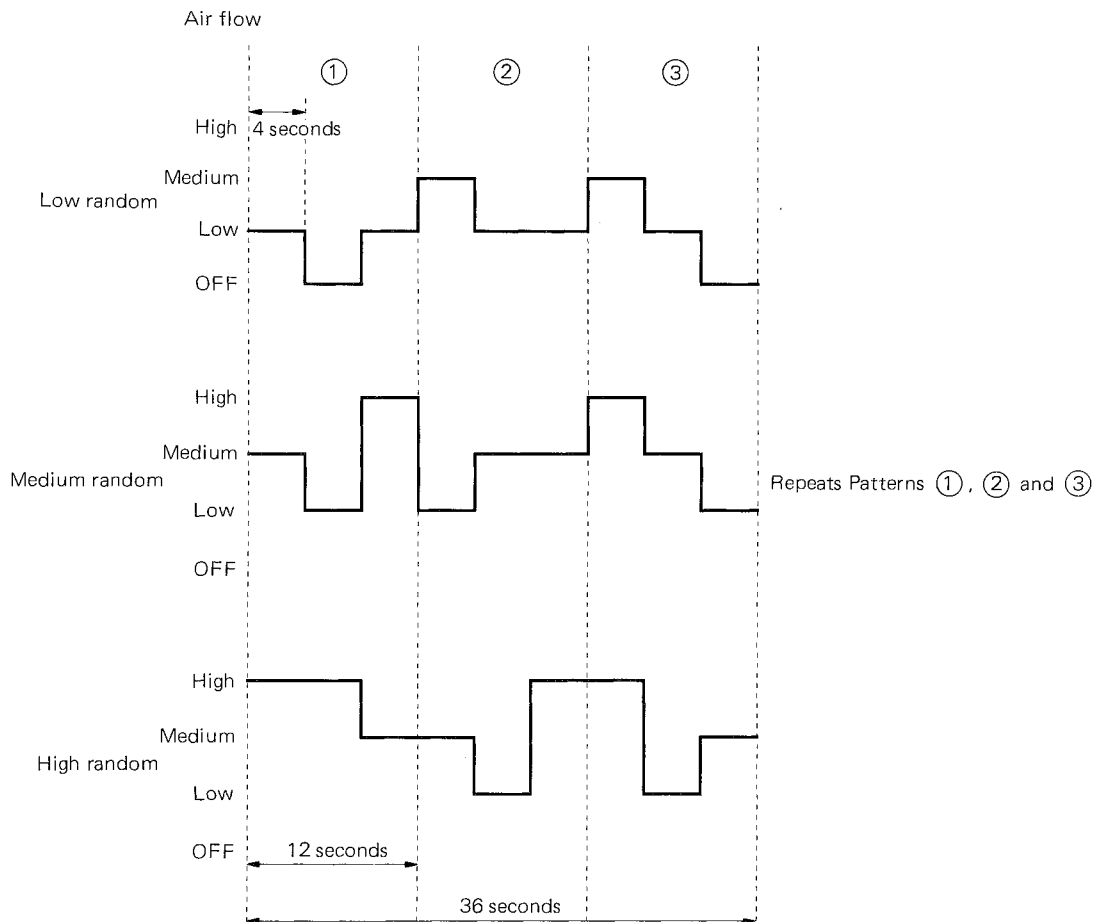 Air flow
① ② ③
High 4 seconds
Medium
Low random
Low
OFF
High
Medium
Medium random
Repeats Patterns ①, ② and ③
Low
OFF
High
Medium
High random
Low
OFF
12 seconds
36 seconds